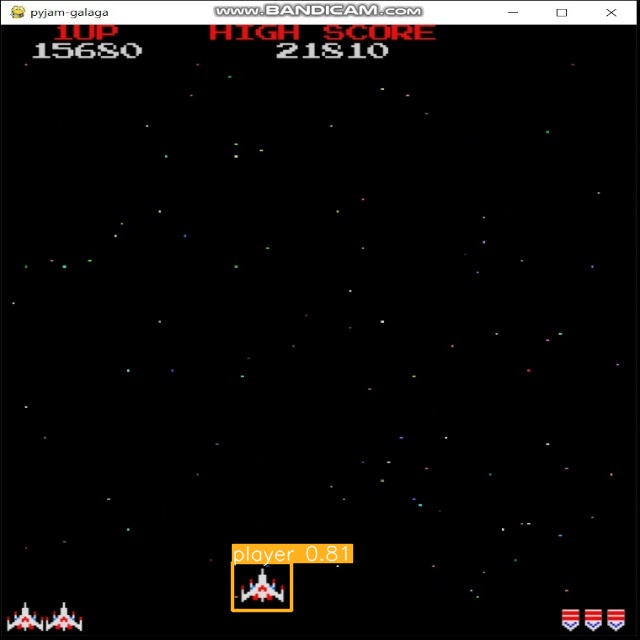 pyjam-galaga
www.BANDICAM.com
1UP
HIGH SCORE
15680
21810
player 0.81